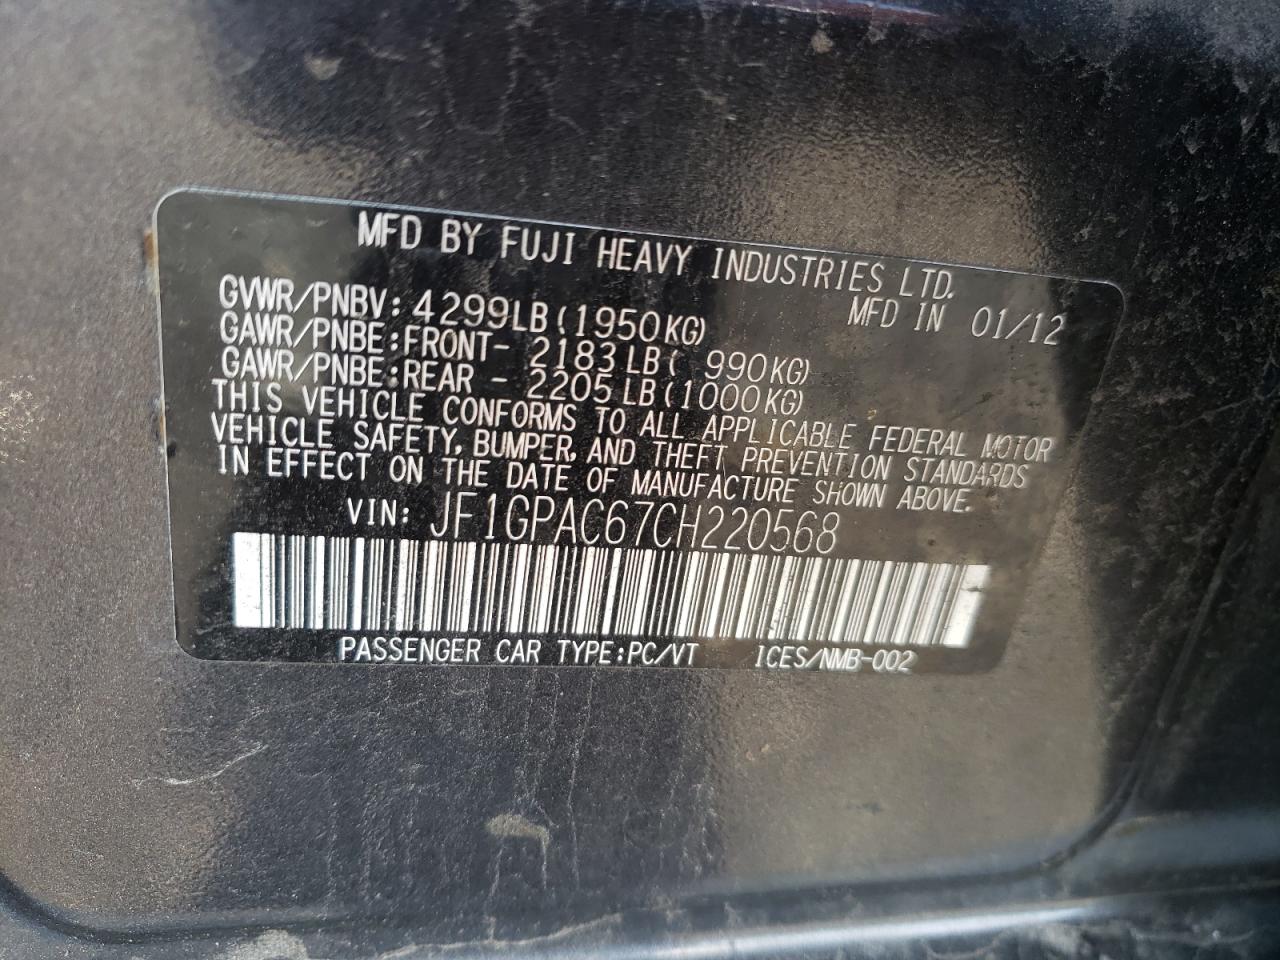 MFD BY FUJI HEAVY INDUSTRIES LTD.
GVWR/PNBV: 4299LB(1950KG) MFD IN 01/12
GAWR/PNBE:FRONT- 2183LB( 990KG)
GAWR/PNBE:REAR - 2205LB(1000KG)
THIS VEHICLE CONFORMS TO ALL APPLICABLE FEDERAL MOTOR
VEHICLE SAFETY, BUMPER, AND THEFT PREVENTION STANDARDS
IN EFFECT ON THE DATE OF MANUFACTURE SHOWN ABOVE.
VIN: JF1GPAC67CH220568
PASSENGER CAR TYPE:PC/VT ICES/NMB-002